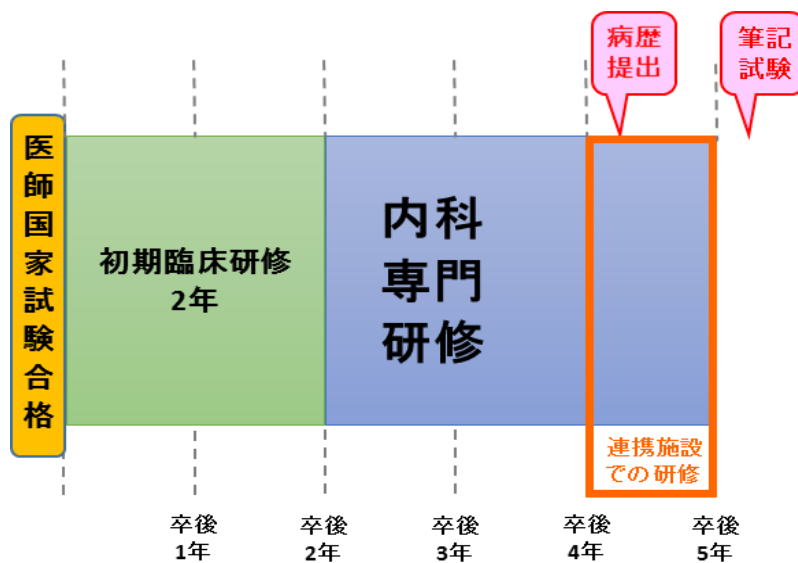 病歴
提出
筆記
試験
医師国家試験合格
初期臨床研修
2年
内科
専門
研修
連携施設
での研修
卒後
1年
卒後
2年
卒後
3年
卒後
4年
卒後
5年